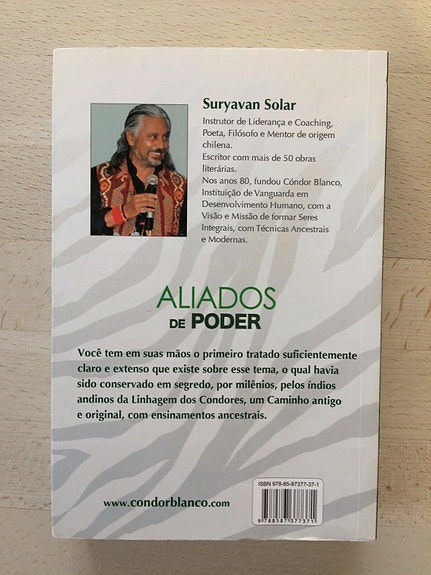 Suryavan Solar
Instrutor de Liderança e Coaching,
Poeta, Filósofo e Mentor de origem
chilena.
Escritor com mais de 50 obras
literárias.
Nos anos 80, fundou Cóndor Blanco,
Instituição de Vanguarda em
Desenvolvimento Humano, com a
Visão e Missão de formar Seres
Integrais, com Técnicas Ancestrais
e Modernas.
ALIADOS
DE PODER
Você tem em suas mãos o primeiro tratado suficientemente
claro e extenso que existe sobre esse tema, o qual havia
sido conservado em segredo, por milênios, pelos índios
andinos da Linhagem dos Condores, um Caminho antigo
e original, com ensinamentos ancestrais.
www.condorblanco.com
ISBN 978-85-87377-37-1
9 788587 377371